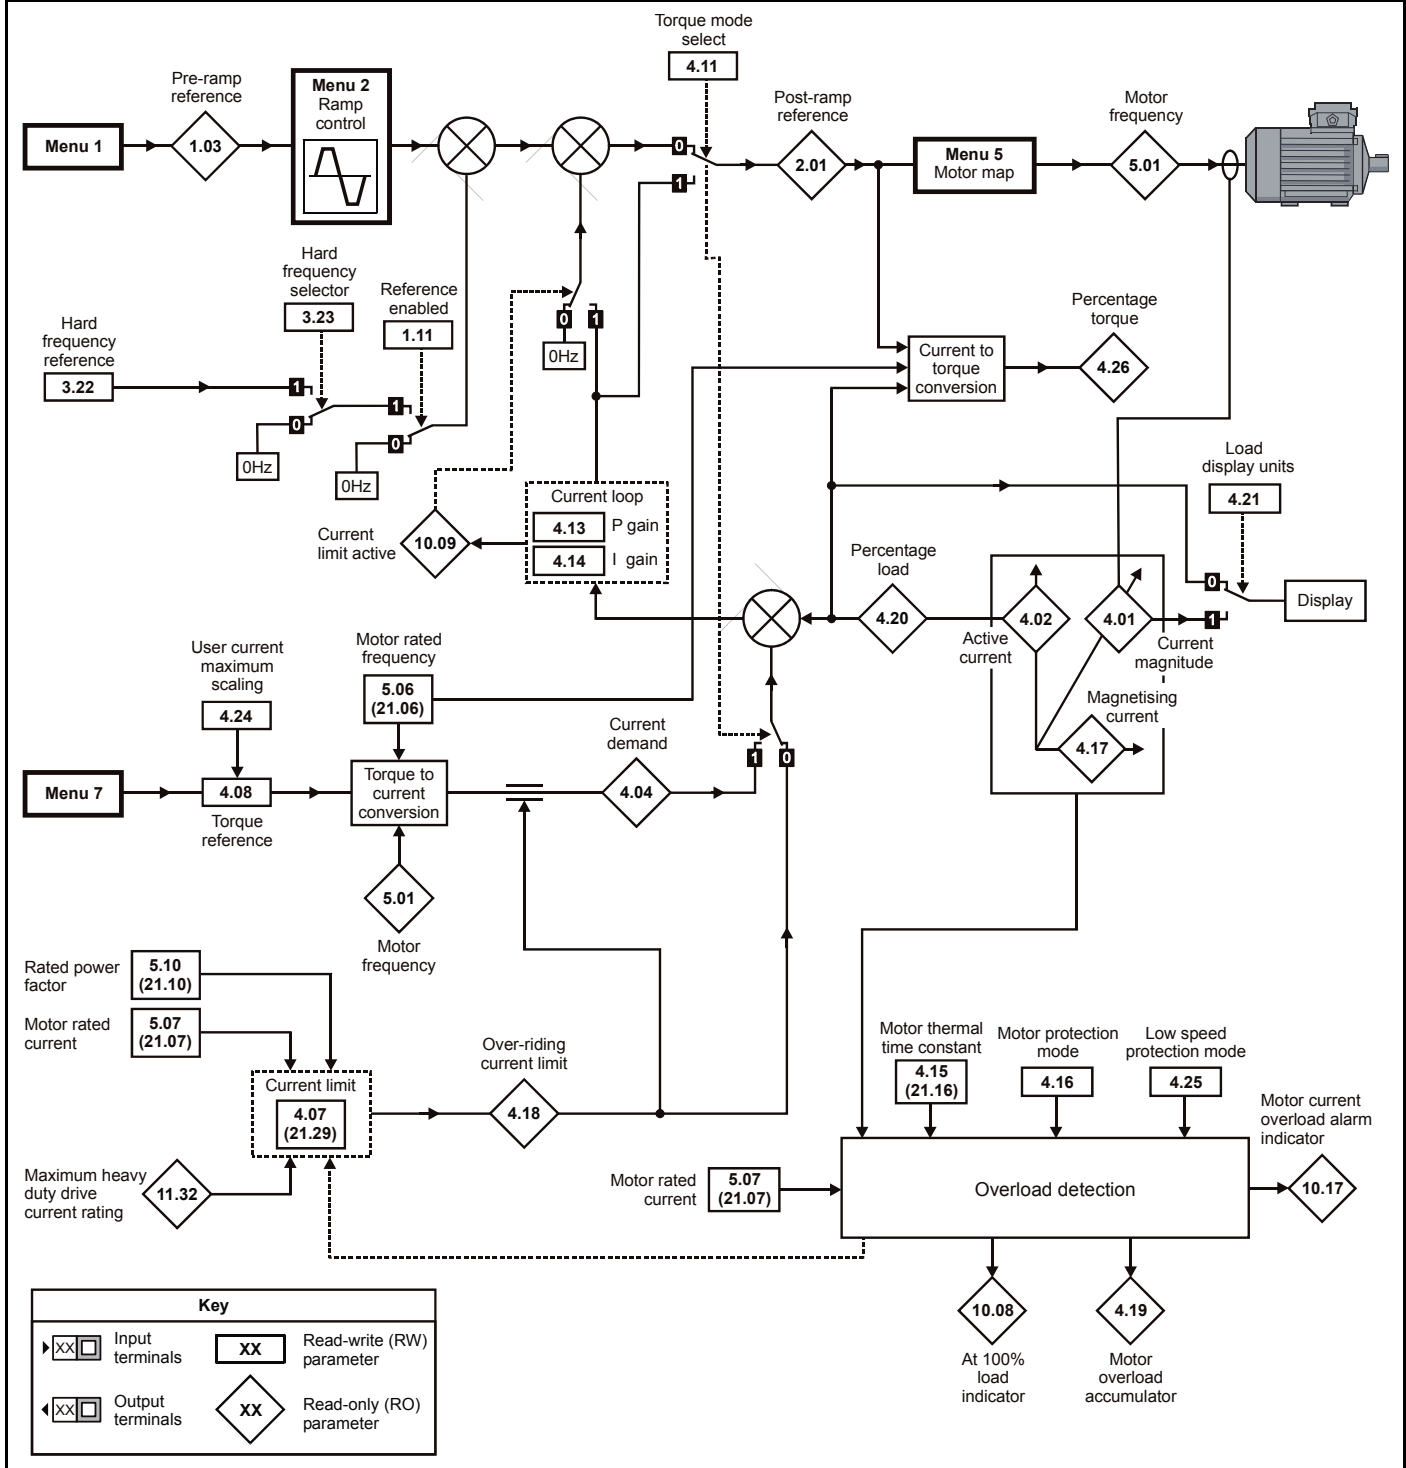 Torque mode
select
4.11
Pre-ramp
reference
1.03
Menu 1
Menu 2
Ramp
control
0
1
Post-ramp
reference
2.01
Menu 5
Motor map
Motor
frequency
5.01
Hard
frequency
selector
3.23
Reference
enabled
1.11
Hard
frequency
reference
3.22
1
0
0Hz
1
0
0Hz
0
1
0Hz
Current to
torque
conversion
Percentage
torque
4.26
Current loop
4.13
P gain
4.14
I gain
Current
limit active
10.09
Load
display units
4.21
0
1
Display
Percentage
load
4.20
4.02
Active
current
4.01
Current
magnitude
Magnetising
current
4.17
User current
maximum
scaling
4.24
Motor rated
frequency
5.06
(21.06)
Menu 7
4.08
Torque
reference
Torque to
current
conversion
Current
demand
4.04
1
0
5.01
Motor
frequency
Rated power
factor
5.10
(21.10)
Motor rated
current
5.07
(21.07)
Current limit
4.07
(21.29)
Over-riding
current limit
4.18
Maximum heavy
duty drive
current rating
11.32
Motor thermal
time constant
4.15
(21.16)
Motor protection
mode
4.16
Low speed
protection mode
4.25
Motor current
overload alarm
indicator
10.17
Motor rated
current
5.07
(21.07)
Overload detection
10.08
At 100%
load
indicator
4.19
Motor
overload
accumulator
Key
XX
Input
terminals
XX
Read-write (RW)
parameter
XX
Output
terminals
XX
Read-only (RO)
parameter